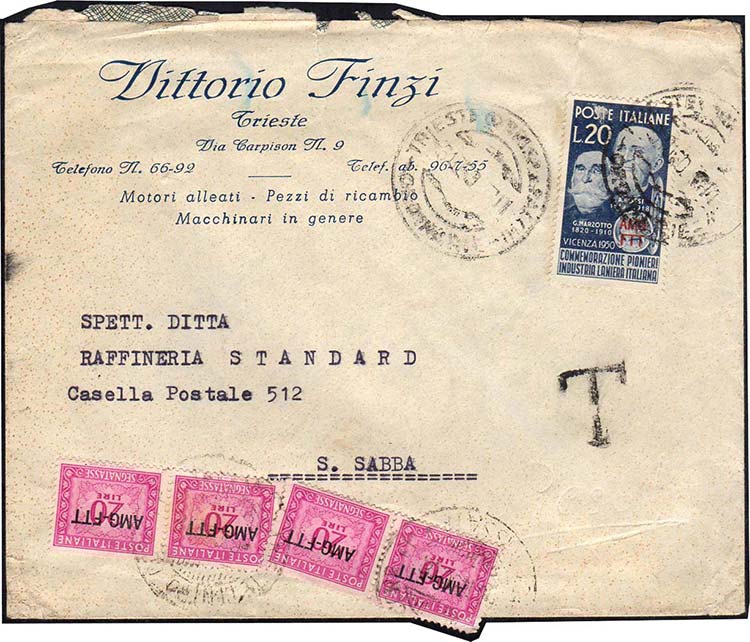 Vittorio Finzi
Trieste
Via Carpison N. 9
Telefono N. 66-92
Telef. ab. 96-7-55
Motori alleati - Pezzi di ricambio
Macchinari in genere
TRIESTE
POSTE ITALIANE
L.20
G.MARZOTTO
1820-1910
AMG
FTT
VICENZA 1950
COMMEMORAZIONE PIONIERI
INDUSTRIA LANIERA ITALIANA
SPETT. DITTA
RAFFINERIA STANDARD
Casella Postale 512
T
S. SABBA
POSTE ITALIANE
AMG-FTT
20
LIRE
SEGNATASSE
POSTE ITALIANE
AMG-FTT
20
LIRE
SEGNATASSE
POSTE ITALIANE
AMG-FTT
20
LIRE
SEGNATASSE
POSTE ITALIANE
AMG-FTT
20
LIRE
SEGNATASSE